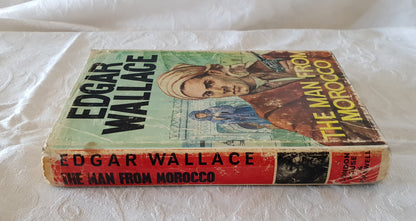 EDGAR
WALLACE
THE MAN FROM
MOROCCO
EDGAR WALLACE
THE MAN FROM MOROCCO